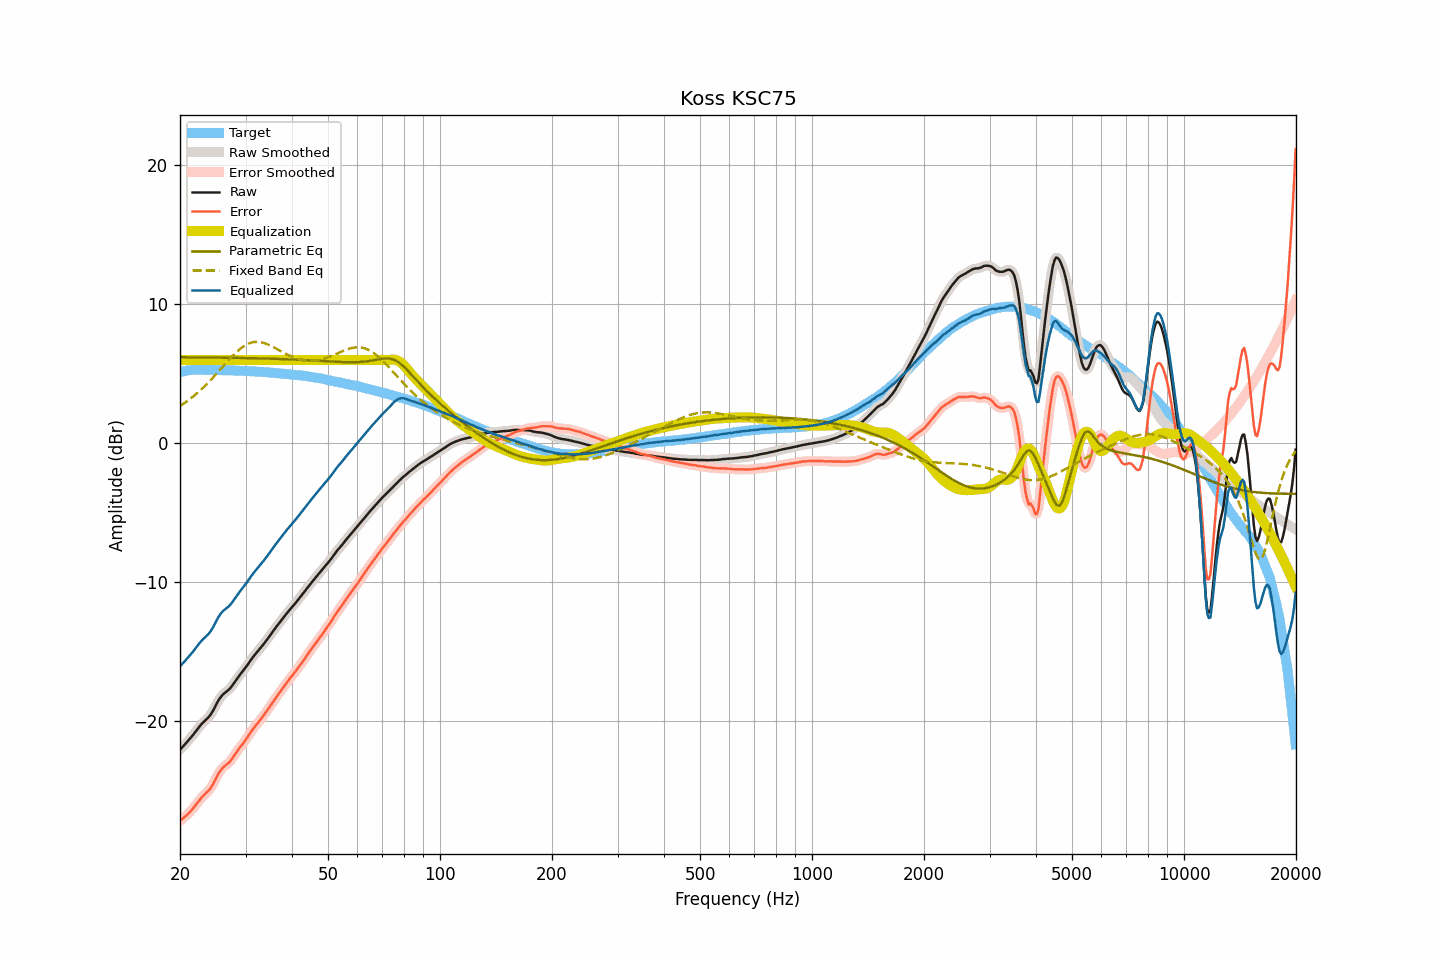 Koss KSC75
Target
Raw Smoothed
Error Smoothed
Raw
Error
Equalization
Parametric Eq
Fixed Band Eq
Equalized
20
10
0
−10
−20
Amplitude (dBr)
20 50 100 200 500 1000 2000 5000 10000 20000
Frequency (Hz)